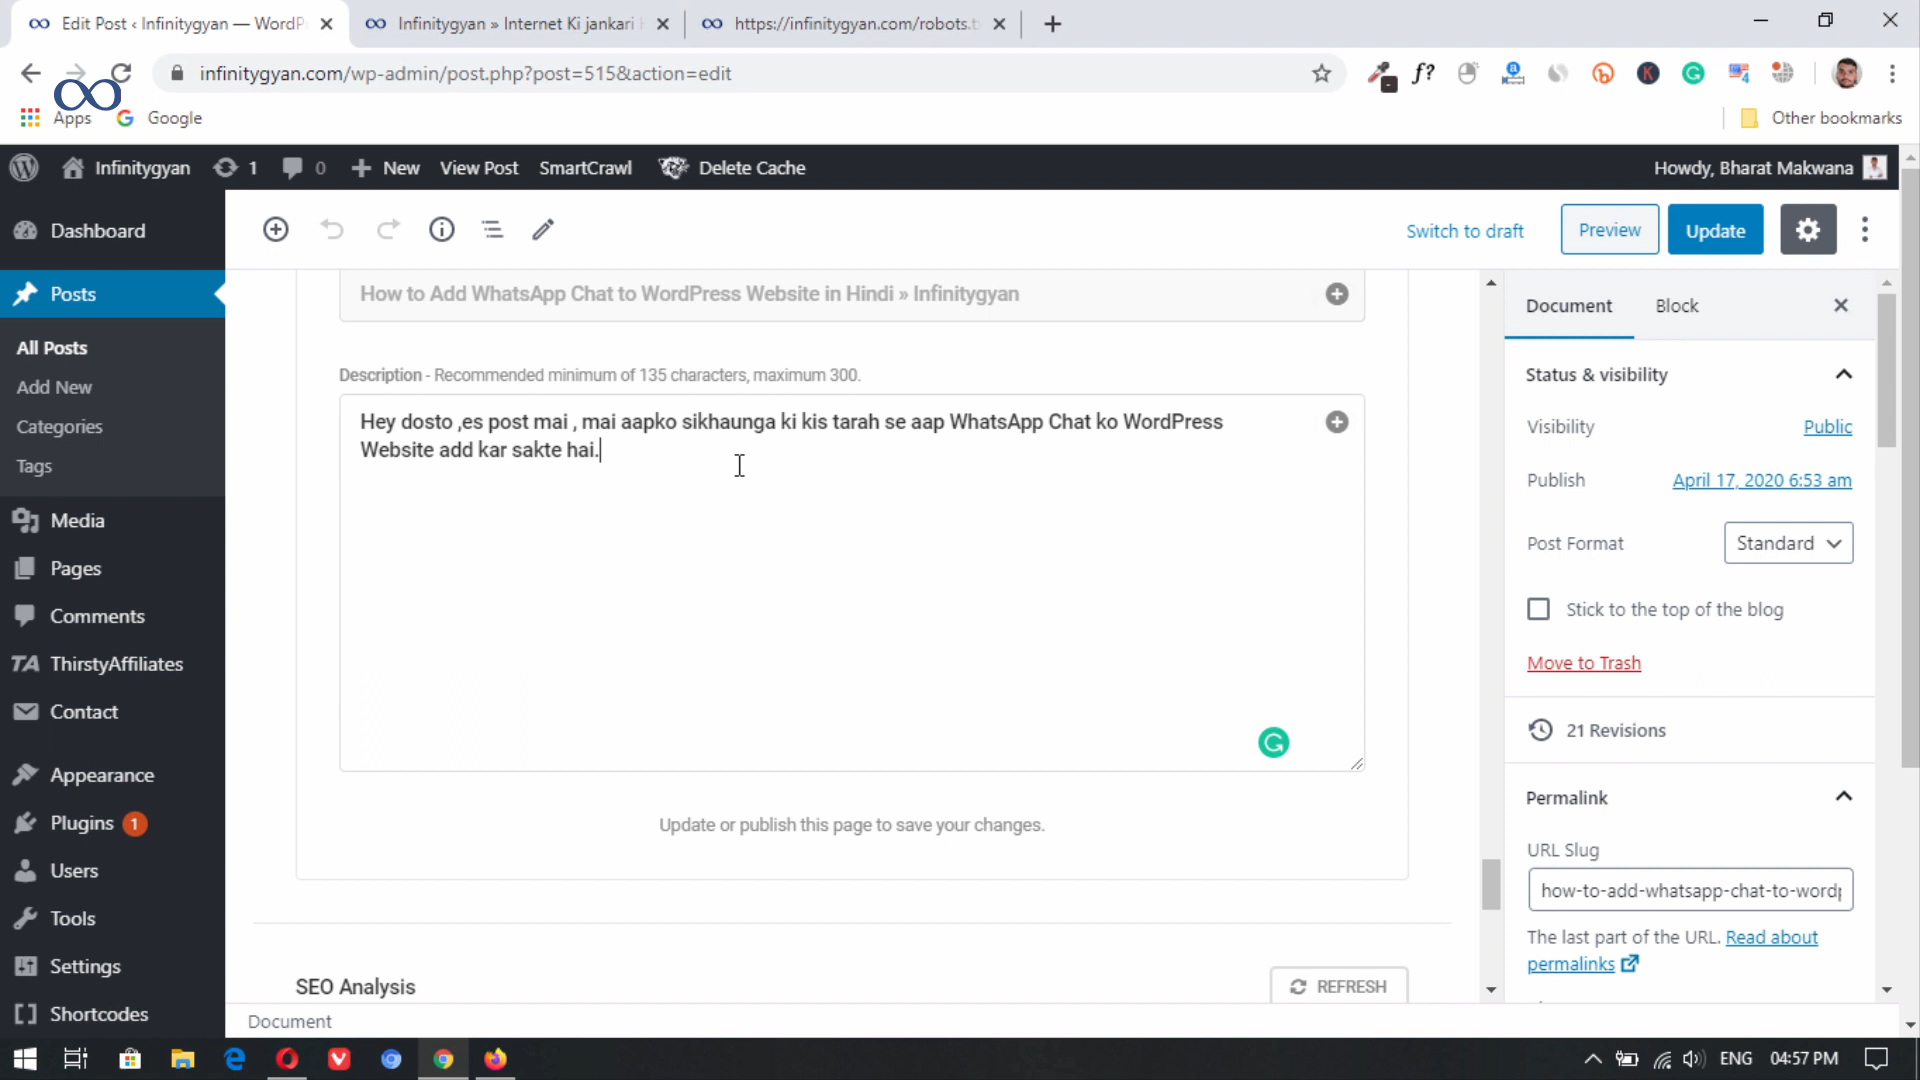 Edit Post ‹ Infinitygyan — WordP
Infinitygyan » Internet Ki jankari
https://infinitygyan.com/robots.t
infinitygyan.com/wp-admin/post.php?post=515&action=edit
f?
4
Apps
Google
Other bookmarks
Infinitygyan
1
0
New
View Post
SmartCrawl
Delete Cache
Howdy, Bharat Makwana
Dashboard
Posts
All Posts
Add New
Categories
Tags
Media
Pages
Comments
TA ThirstyAffiliates
Contact
Appearance
Plugins 1
Users
Tools
Settings
Shortcodes
Switch to draft
Preview
Update
How to Add WhatsApp Chat to WordPress Website in Hindi » Infinitygyan
Description - Recommended minimum of 135 characters, maximum 300.
Hey dosto ,es post mai , mai aapko sikhaunga ki kis tarah se aap WhatsApp Chat ko WordPress
Website add kar sakte hai.
Update or publish this page to save your changes.
SEO Analysis
REFRESH
Document
Document
Block
Status & visibility
Visibility
Public
Publish
April 17, 2020 6:53 am
Post Format
Standard
Stick to the top of the blog
Move to Trash
21 Revisions
Permalink
URL Slug
how-to-add-whatsapp-chat-to-wordp
The last part of the URL. Read about
permalinks
ENG
04:57 PM